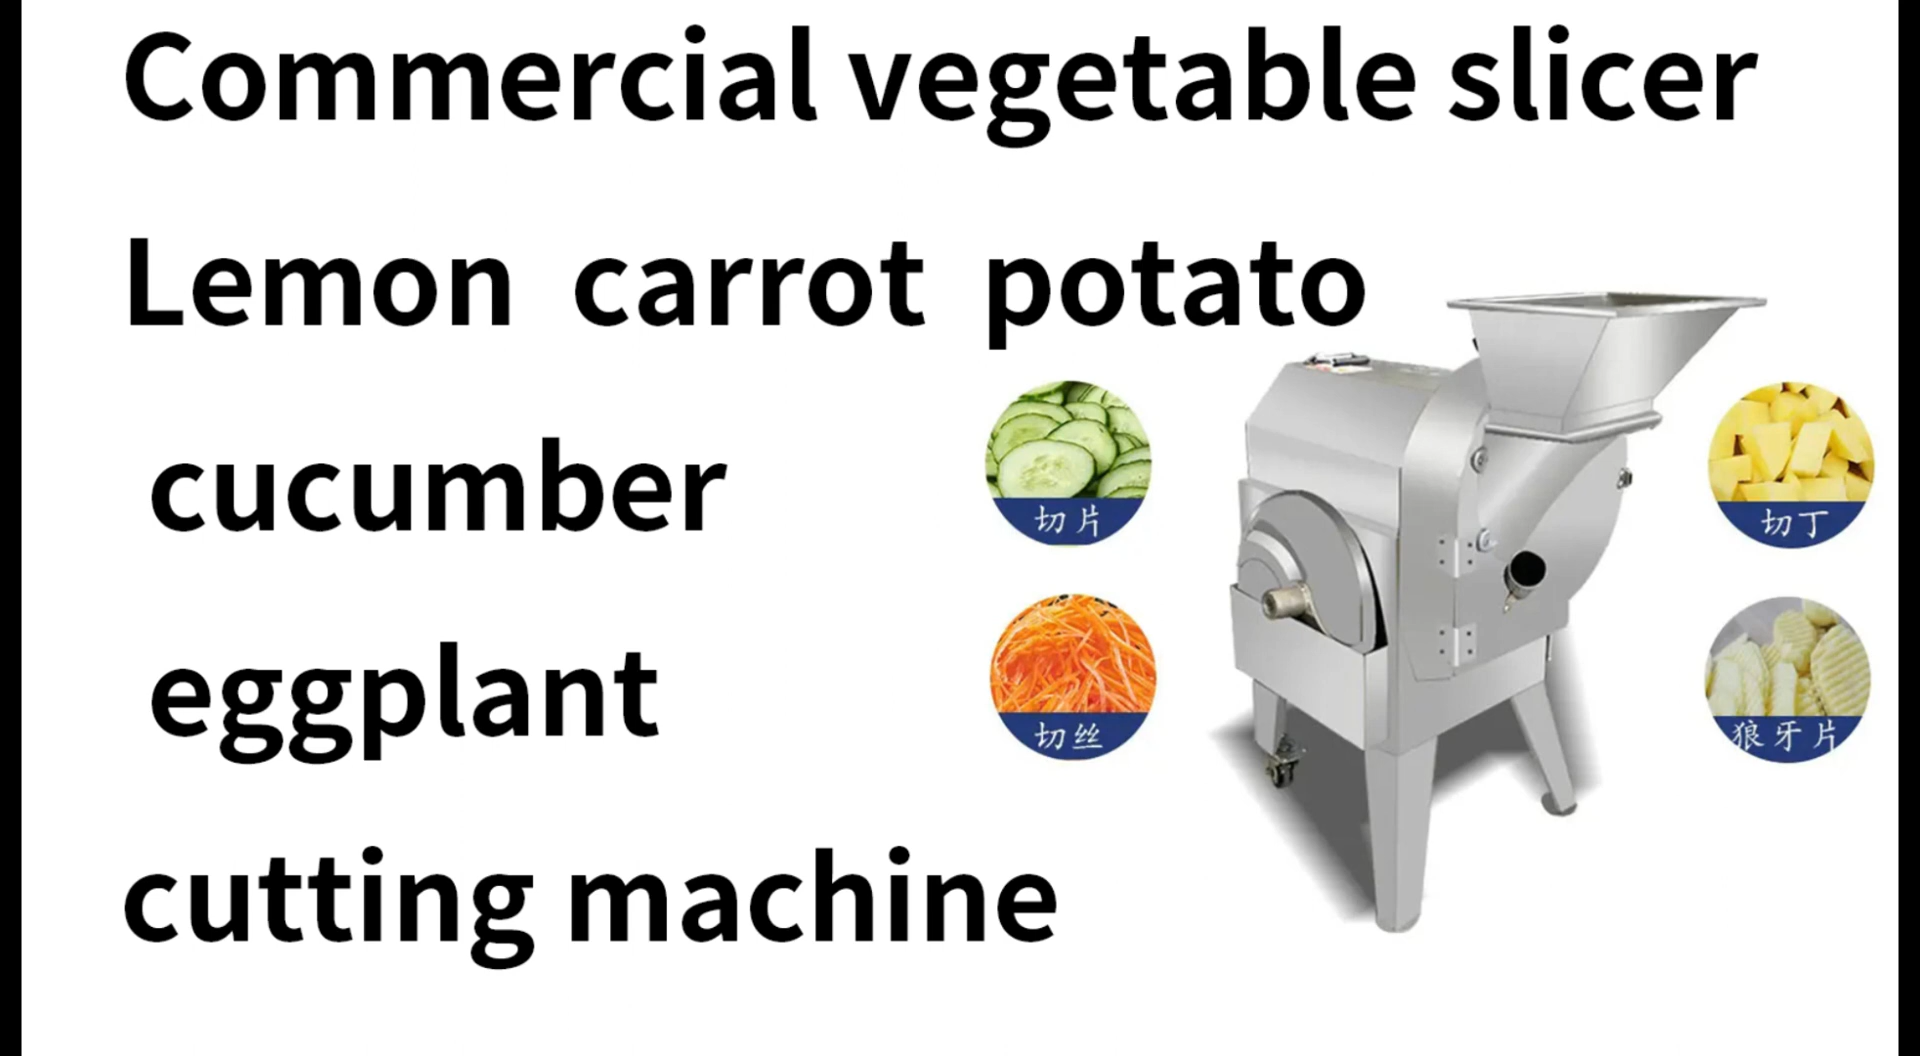 Commercial vegetable slicer
Lemon carrot potato
cucumber
eggplant
cutting machine
切片
切丁
切丝
狼牙片